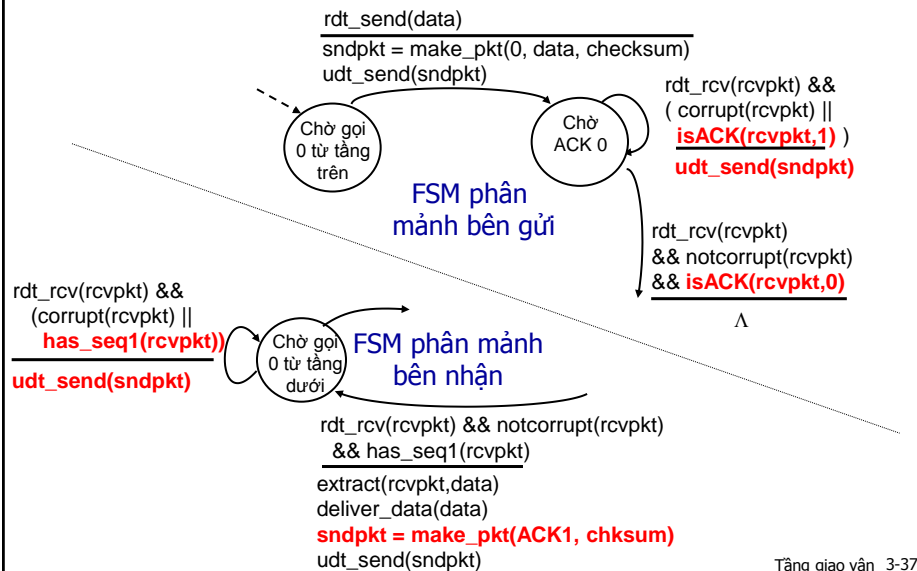 rdt_send(data)
sndpkt = make_pkt(0, data, checksum)
udt_send(sndpkt)
Chờ gọi
0 từ tầng
trên
Chờ
ACK 0
rdt_rcv(rcvpkt) &&
( corrupt(rcvpkt) ||
isACK(rcvpkt,1) )
udt_send(sndpkt)
FSM phân
mảnh bên gửi
rdt_rcv(rcvpkt)
&& notcorrupt(rcvpkt)
&& isACK(rcvpkt,0)
Λ
rdt_rcv(rcvpkt) &&
(corrupt(rcvpkt) ||
has_seq1(rcvpkt))
udt_send(sndpkt)
Chờ gọi
0 từ tầng
dưới
FSM phân mảnh
bên nhận
rdt_rcv(rcvpkt) && notcorrupt(rcvpkt)
&& has_seq1(rcvpkt)
extract(rcvpkt,data)
deliver_data(data)
sndpkt = make_pkt(ACK1, chksum)
udt_send(sndpkt)
Tầng giao vận 3-37